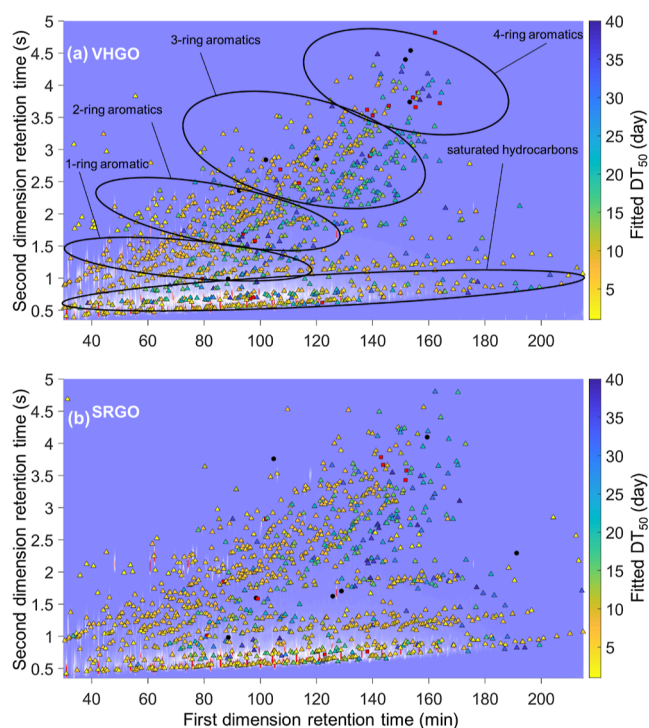 5
4.5
4
3.5
3
2.5
2
1.5
1
0.5
Second dimension retention time (s)
(a) VHGO
3-ring aromatics
4-ring aromatics
2-ring aromatics
saturated hydrocarbons
1-ring aromatic
40 60 80 100 120 140 160 180 200
40
35
30
25
20
15
10
5
Fitted DT50 (day)
5
4.5
4
3.5
3
2.5
2
1.5
1
0.5
Second dimension retention time (s)
(b) SRGO
40 60 80 100 120 140 160 180 200
First dimension retention time (min)
40
35
30
25
20
15
10
5
Fitted DT50 (day)